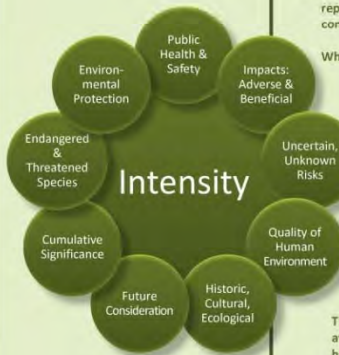 Public
Health &
Safety
Impacts:
Adverse &
Beneficial
Uncertain,
Unknown
Risks
Quality of
Human
Environment
Historic,
Cultural,
Ecological
Future
Consideration
Cumulative
Significance
Endangered
&
Threatened
Species
Environ-
mental
Protection
Intensity